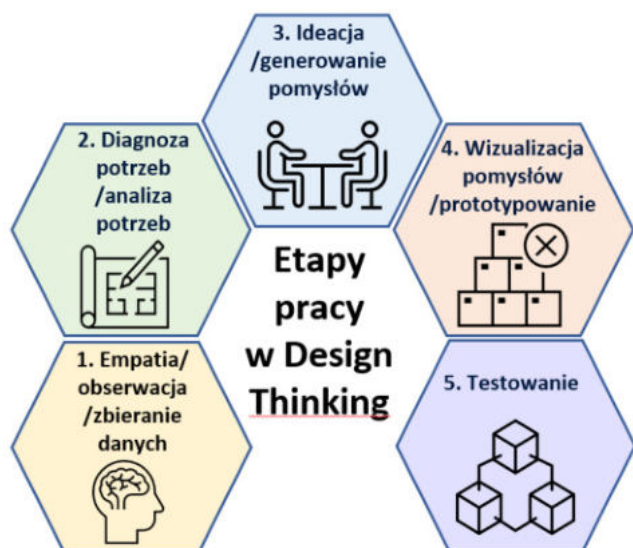 3. Ideacja
/generowanie
pomysłów
2. Diagnoza
potrzeb
/analiza
potrzeb
4. Wizualizacja
pomysłów
/prototypowanie
Etapy
pracy
w Design
Thinking
1. Empatia/
obserwacja
/zbieranie
danych
5. Testowanie